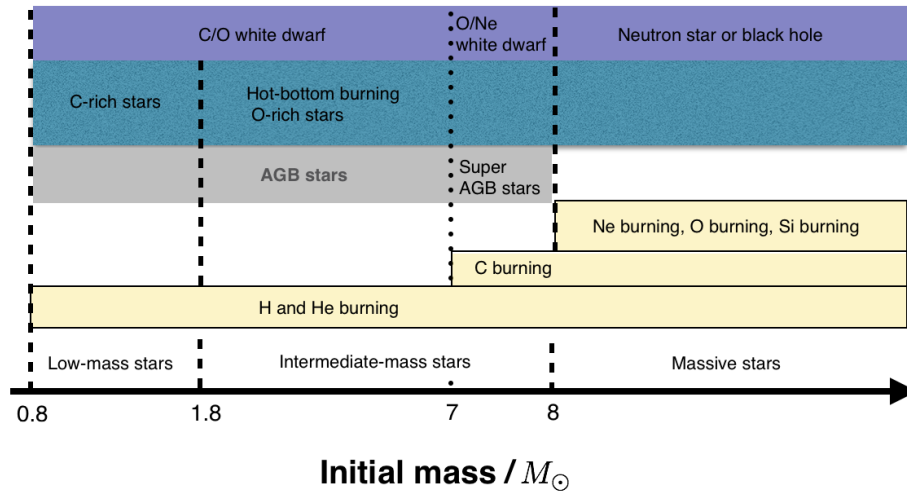 C/O white dwarf
O/Ne
white dwarf
Neutron star or black hole
C-rich stars
Hot-bottom burning
O-rich stars
AGB stars
Super
AGB stars
Ne burning, O burning, Si burning
C burning
H and He burning
Low-mass stars
Intermediate-mass stars
Massive stars
0.8
1.8
7
8
Initial mass / M☉